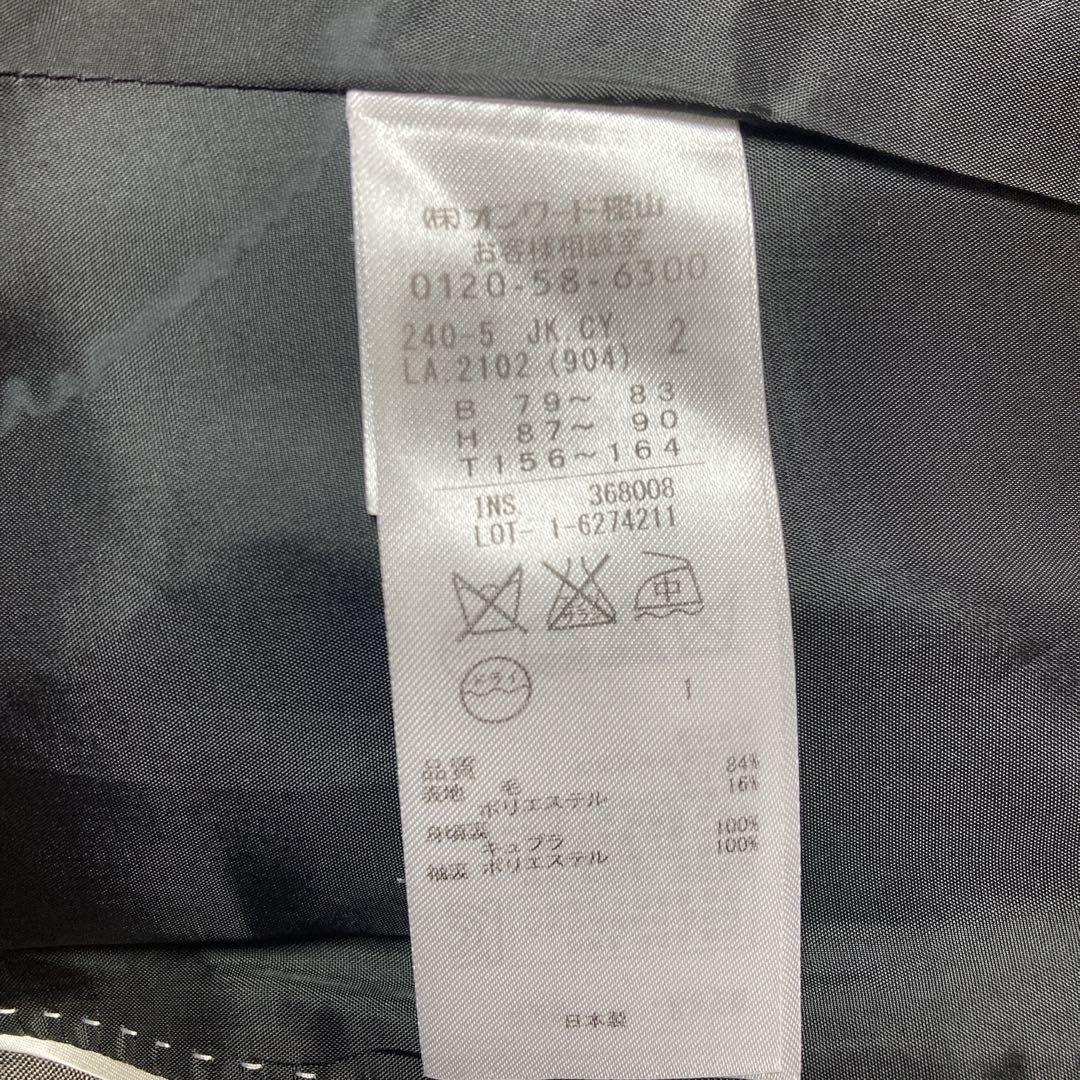 (株)オンワード樫山
お客様相談室
0120-58-6300
240-5 JK CY 2
LA.2102 (904)
B 79～ 83
H 87～ 90
T 156～164
INS. 368008
LOT- 1-6274211
中
ドライ 1
品質
表地 毛 84%
ポリエステル 16%
身頃裏
キュプラ 100%
袖裏 ポリエステル 100%
日本製